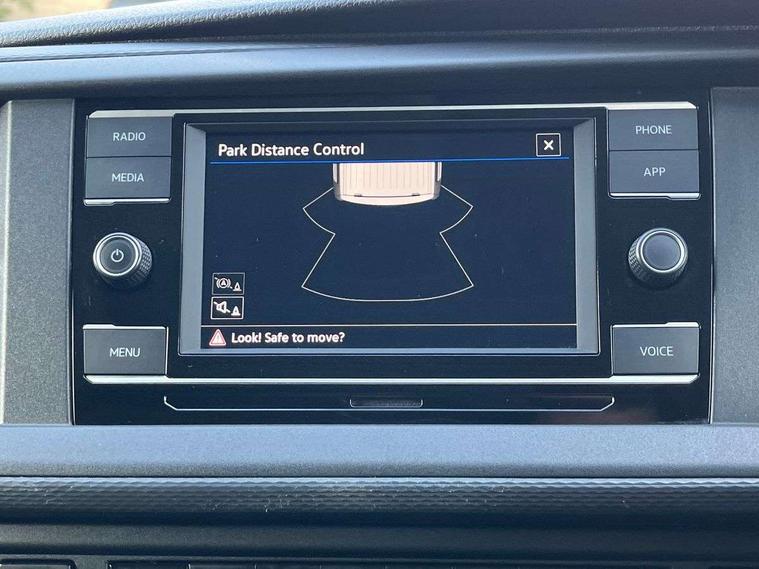 RADIO
MEDIA
MENU
Park Distance Control
Look! Safe to move?
PHONE
APP
VOICE